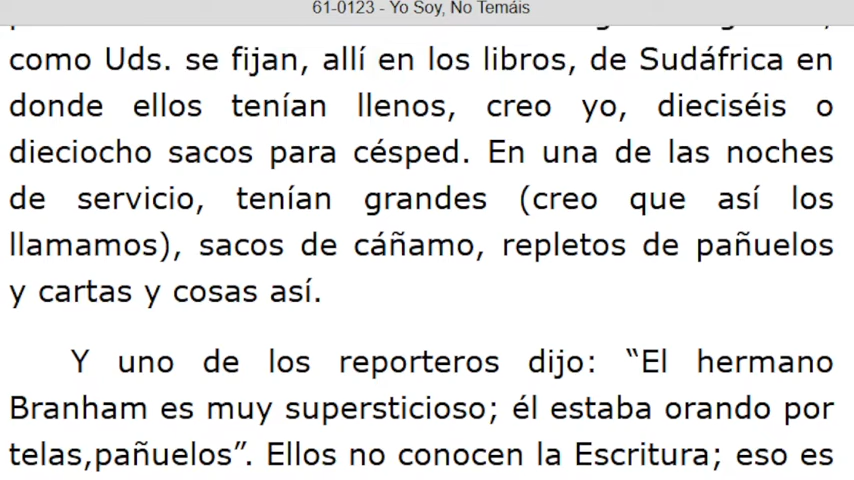 61-0123 - Yo Soy, No Temáis
como Uds. se fijan, allí en los libros, de Sudáfrica en
donde ellos tenían llenos, creo yo, dieciséis o
dieciocho sacos para césped. En una de las noches
de servicio, tenían grandes (creo que así los
llamamos), sacos de cáñamo, repletos de pañuelos
y cartas y cosas así.
Y uno de los reporteros dijo: “El hermano
Branham es muy supersticioso; él estaba orando por
telas,pañuelos”. Ellos no conocen la Escritura; eso es